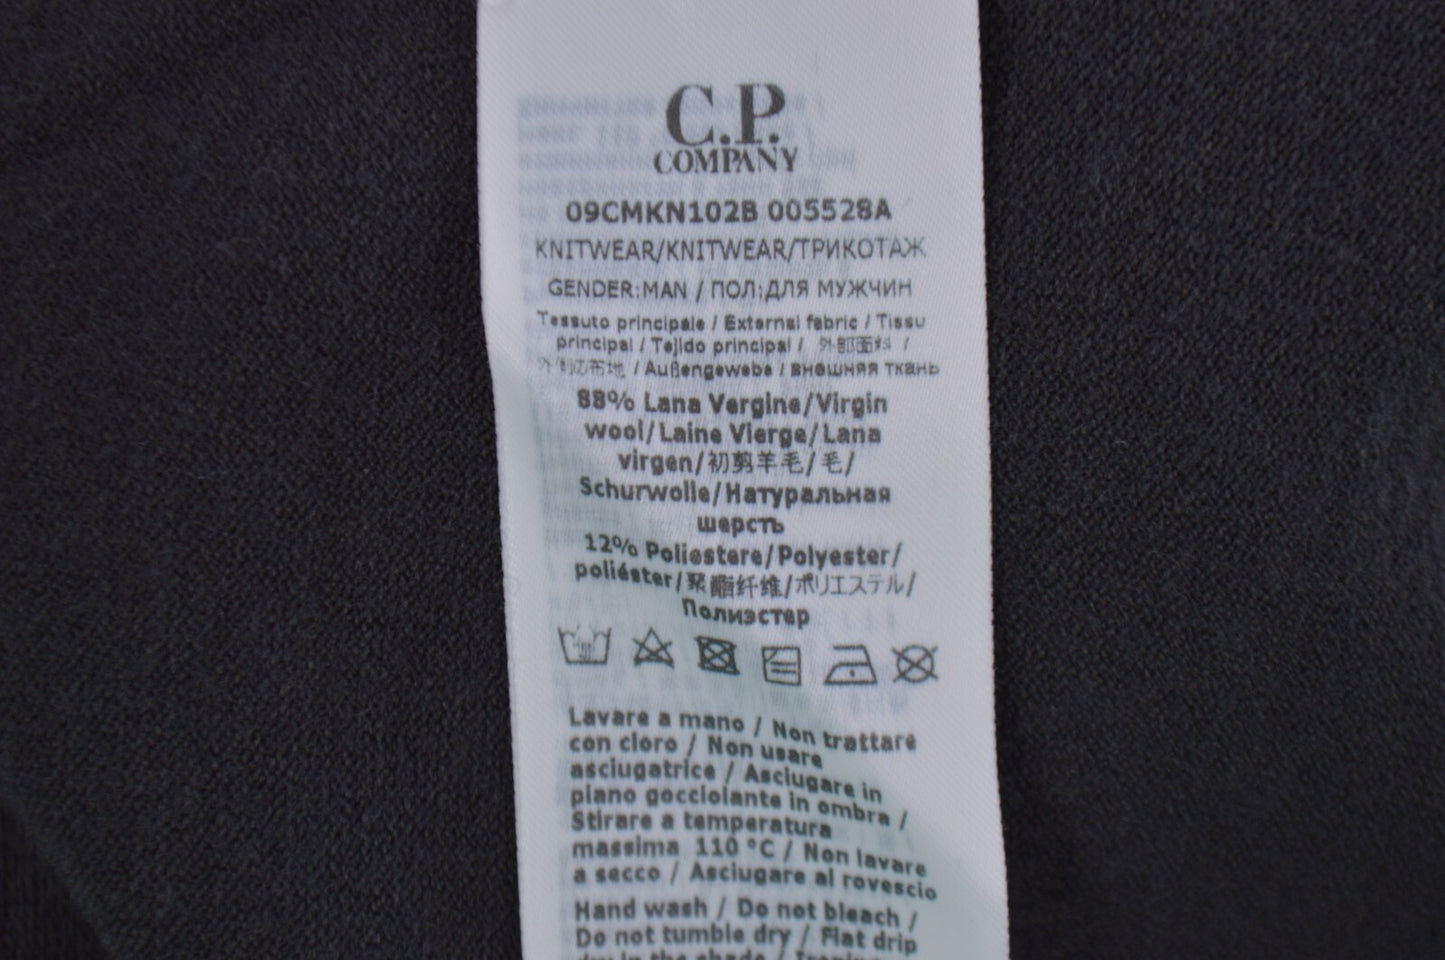 C.P.
COMPANY
09CMKN102B 005528A
KNITWEAR/KNITWEAR/ТРИКОТАЖ
GENDER:MAN / ПОЛ:ДЛЯ МУЖЧИН
Tessuto principale / External fabric / Tissu
principal / Tejido principal / 外部面料 /
外側の布地 / Außengewebe / внешняя ткань
88% Lana Vergine/Virgin
wool/Laine Vierge/Lana
virgen/初剪羊毛/毛/
Schurwolle/Натуральная
шерсть
12% Poliestere/Polyester/
poliéster/聚酯纤维/ポリエステル/
Полиэстер
Lavare a mano / Non trattare
con cloro / Non usare
asciugatrice / Asciugare in
piano gocciolante in ombra /
Stirare a temperatura
massima 110 °C / Non lavare
a secco / Asciugare al rovescio
Hand wash / Do not bleach /
Do not tumble dry / Flat drip
dry in the shade /